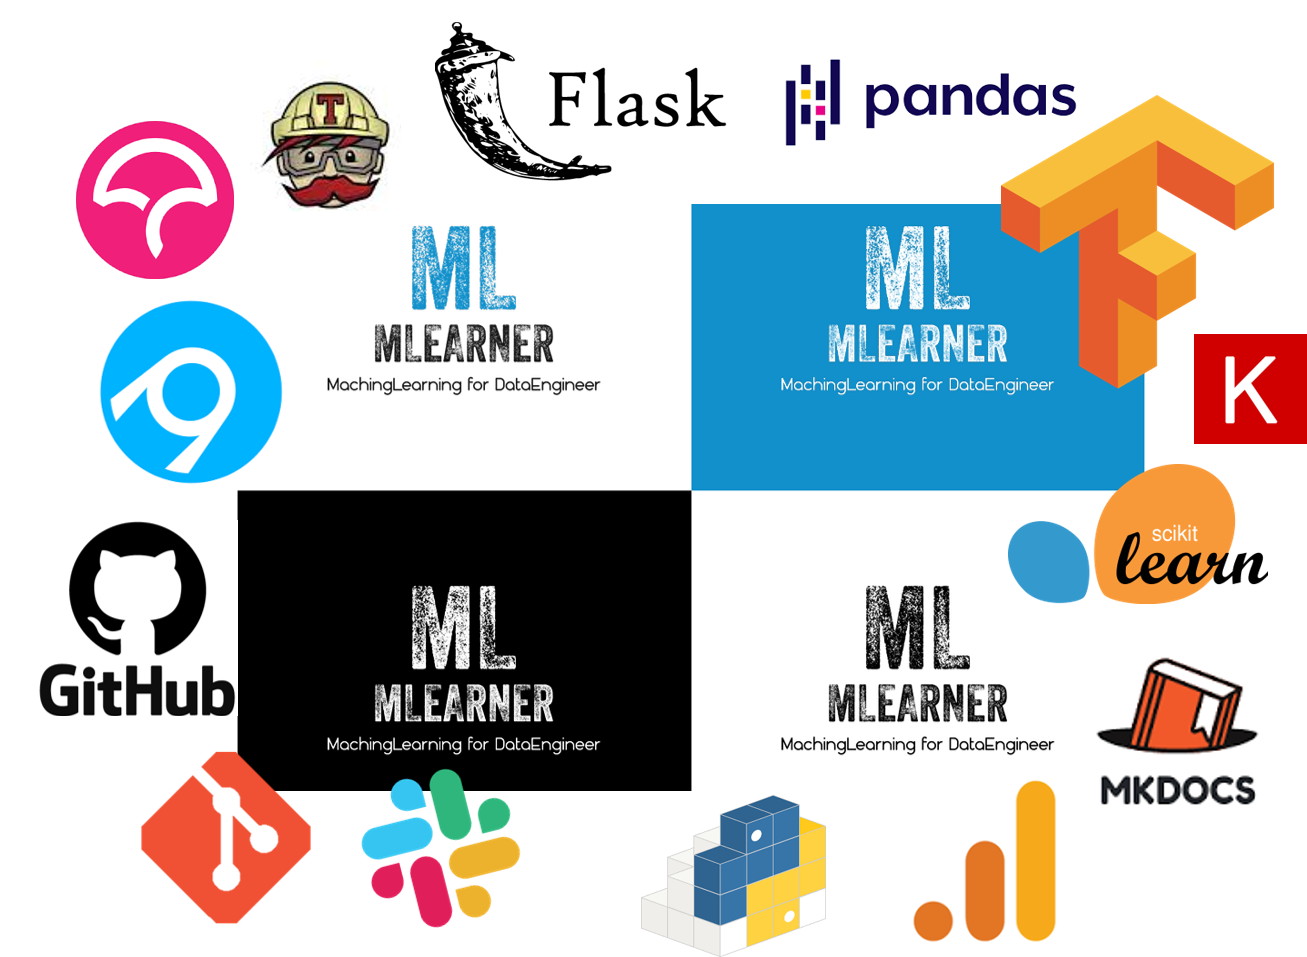 Flask
pandas
T
ML
MLEARNER
MachingLearning for DataEngineer
ML
MLEARNER
MachingLearning for DataEngineer
K
scikit
learn
GitHub
ML
MLEARNER
MachingLearning for DataEngineer
ML
MLEARNER
MachingLearning for DataEngineer
MKDOCS